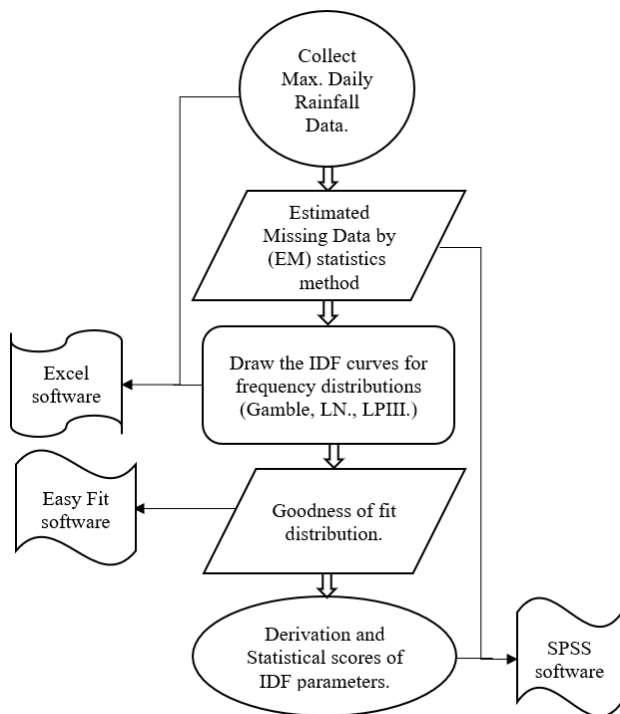 Collect
Max. Daily
Rainfall
Data.
Estimated
Missing Data by
(EM) statistics
method
Draw the IDF curves for
frequency distributions
(Gamble, LN., LPIII.)
Excel
software
Easy Fit
software
Goodness of fit
distribution.
Derivation and
Statistical scores of
IDF parameters.
SPSS
software